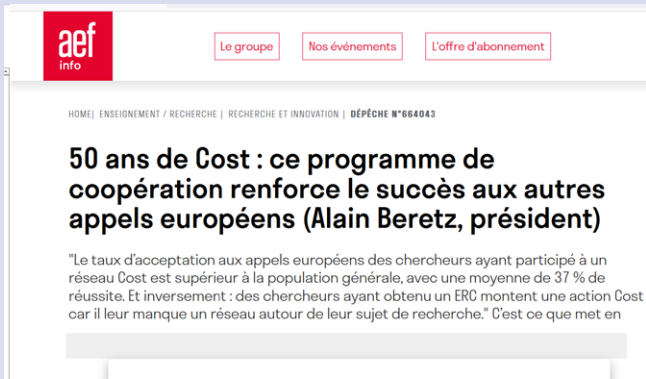 aef
info
Le groupe
Nos événements
L'offre d'abonnement
HOME| ENSEIGNEMENT / RECHERCHE | RECHERCHE ET INNOVATION | DÉPÊCHE N°664043
50 ans de Cost : ce programme de
coopération renforce le succès aux autres
appels européens (Alain Beretz, président)
"Le taux d'acceptation aux appels européens des chercheurs ayant participé à un
réseau Cost est supérieur à la population générale, avec une moyenne de 37 % de
réussite. Et inversement : des chercheurs ayant obtenu un ERC montent une action Cost
car il leur manque un réseau autour de leur sujet de recherche." C'est ce que met en